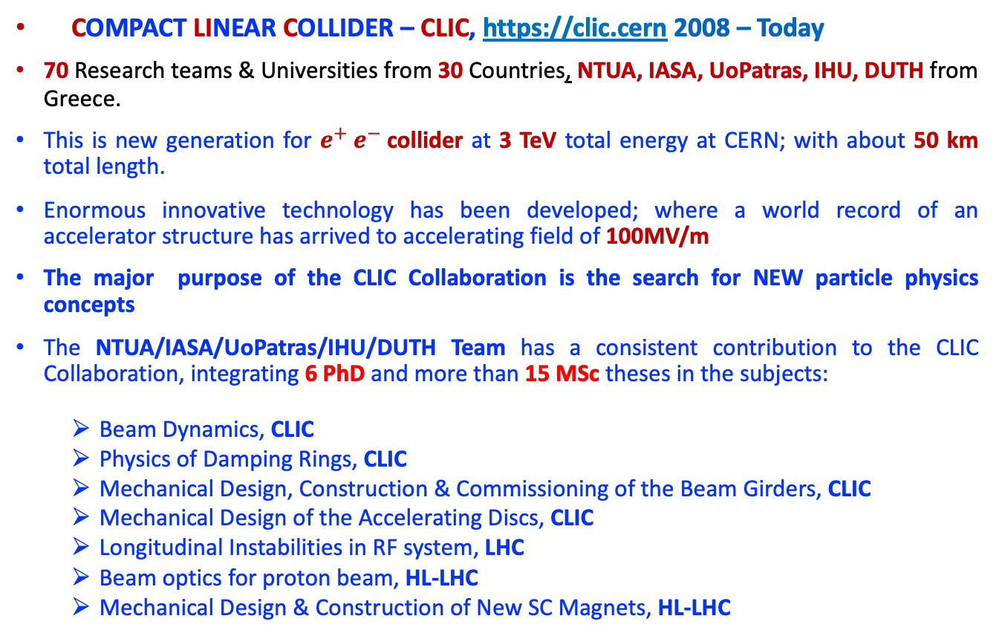 • COMPACT LINEAR COLLIDER – CLIC, https://clic.cern 2008 – Today
• 70 Research teams & Universities from 30 Countries, NTUA, IASA, UoPatras, IHU, DUTH from
Greece.
• This is new generation for e⁺ e⁻ collider at 3 TeV total energy at CERN; with about 50 km
total length.
• Enormous innovative technology has been developed; where a world record of an
accelerator structure has arrived to accelerating field of 100MV/m
• The major purpose of the CLIC Collaboration is the search for NEW particle physics
concepts
• The NTUA/IASA/UoPatras/IHU/DUTH Team has a consistent contribution to the CLIC
Collaboration, integrating 6 PhD and more than 15 MSc theses in the subjects:
➢ Beam Dynamics, CLIC
➢ Physics of Damping Rings, CLIC
➢ Mechanical Design, Construction & Commissioning of the Beam Girders, CLIC
➢ Mechanical Design of the Accelerating Discs, CLIC
➢ Longitudinal Instabilities in RF system, LHC
➢ Beam optics for proton beam, HL-LHC
➢ Mechanical Design & Construction of New SC Magnets, HL-LHC